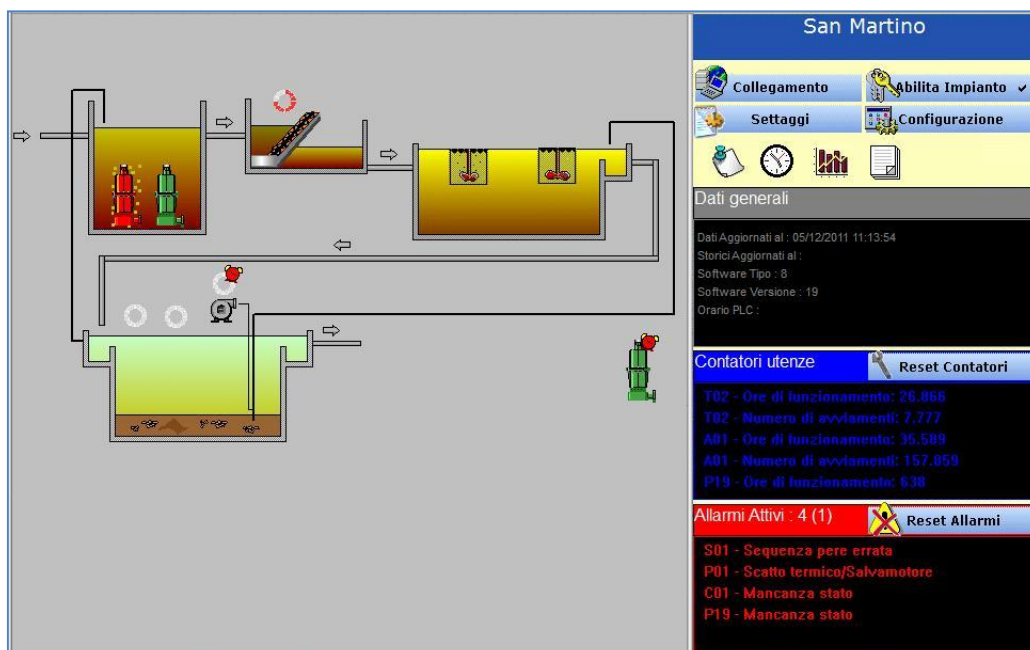 San Martino
Collegamento
Abilita Impianto
Settaggi
Configurazione
Dati generali
Dati Aggiornati al : 05/12/2011 11:13:54
Storici Aggiornati al :
Software Tipo : 8
Software Versione : 19
Orario PLC :
Contatori utenze
Reset Contatori
T02 - Ore di funzionamento: 26.866
T02 - Numero di avviamenti: 7.777
A01 - Ore di funzionamento: 35.509
A01 - Numero di avviamenti: 157.859
P19 - Ore di funzionamento: 638
Allarmi Attivi : 4 (1)
Reset Allarmi
S01 - Sequenza pere errata
P01 - Scatto termico/Salvamotore
C01 - Mancanza stato
P19 - Mancanza stato